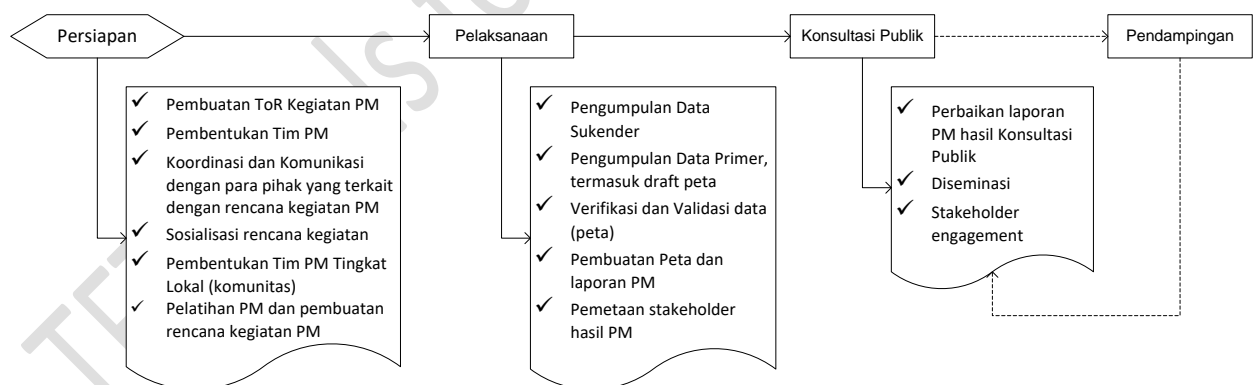 Persiapan
Pelaksanaan
Konsultasi Publik
Pendampingan
✓ Pembuatan ToR Kegiatan PM
✓ Pembentukan Tim PM
✓ Koordinasi dan Komunikasi
dengan para pihak yang terkait
dengan rencana kegiatan PM
✓ Sosialisasi rencana kegiatan
✓ Pembentukan Tim PM Tingkat
Lokal (komunitas)
✓ Pelatihan PM dan pembuatan
rencana kegiatan PM
✓ Pengumpulan Data
Sukender
✓ Pengumpulan Data Primer,
termasuk draft peta
✓ Verifikasi dan Validasi data
(peta)
✓ Pembuatan Peta dan
laporan PM
✓ Pemetaan stakeholder
hasil PM
✓ Perbaikan laporan
PM hasil Konsultasi
Publik
✓ Diseminasi
✓ Stakeholder
engagement